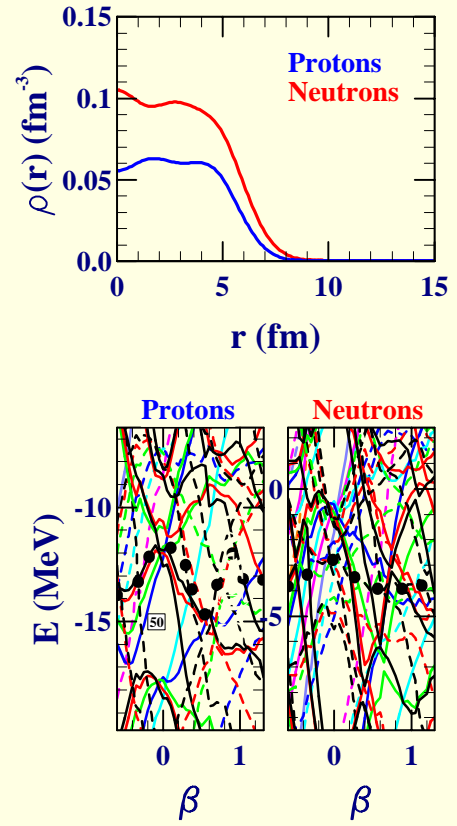 0.15
Protons
Neutrons
0.1
0.05
0.0
ρ(r) (fm⁻³)
0 5 10 15
r (fm)
Protons Neutrons
E (MeV)
-10
-15
50
0
-5
0 1
0 1
β β